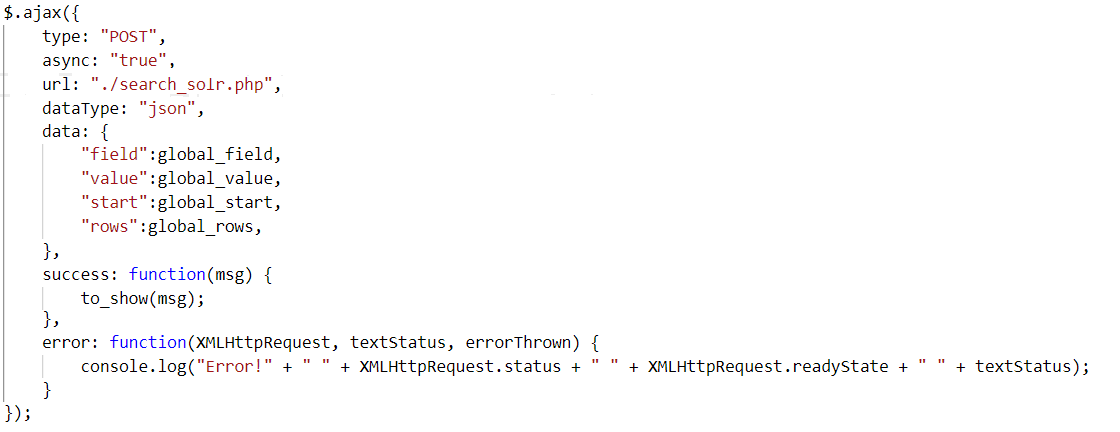 $.ajax({
    type: "POST",
    async: "true",
    url: "./search_solr.php",
    dataType: "json",
    data: {
        "field":global_field,
        "value":global_value,
        "start":global_start,
        "rows":global_rows,
    },
    success: function(msg) {
        to_show(msg);
    },
    error: function(XMLHttpRequest, textStatus, errorThrown) {
        console.log("Error!" + " " + XMLHttpRequest.status + " " + XMLHttpRequest.readyState + " " + textStatus);
    }
});